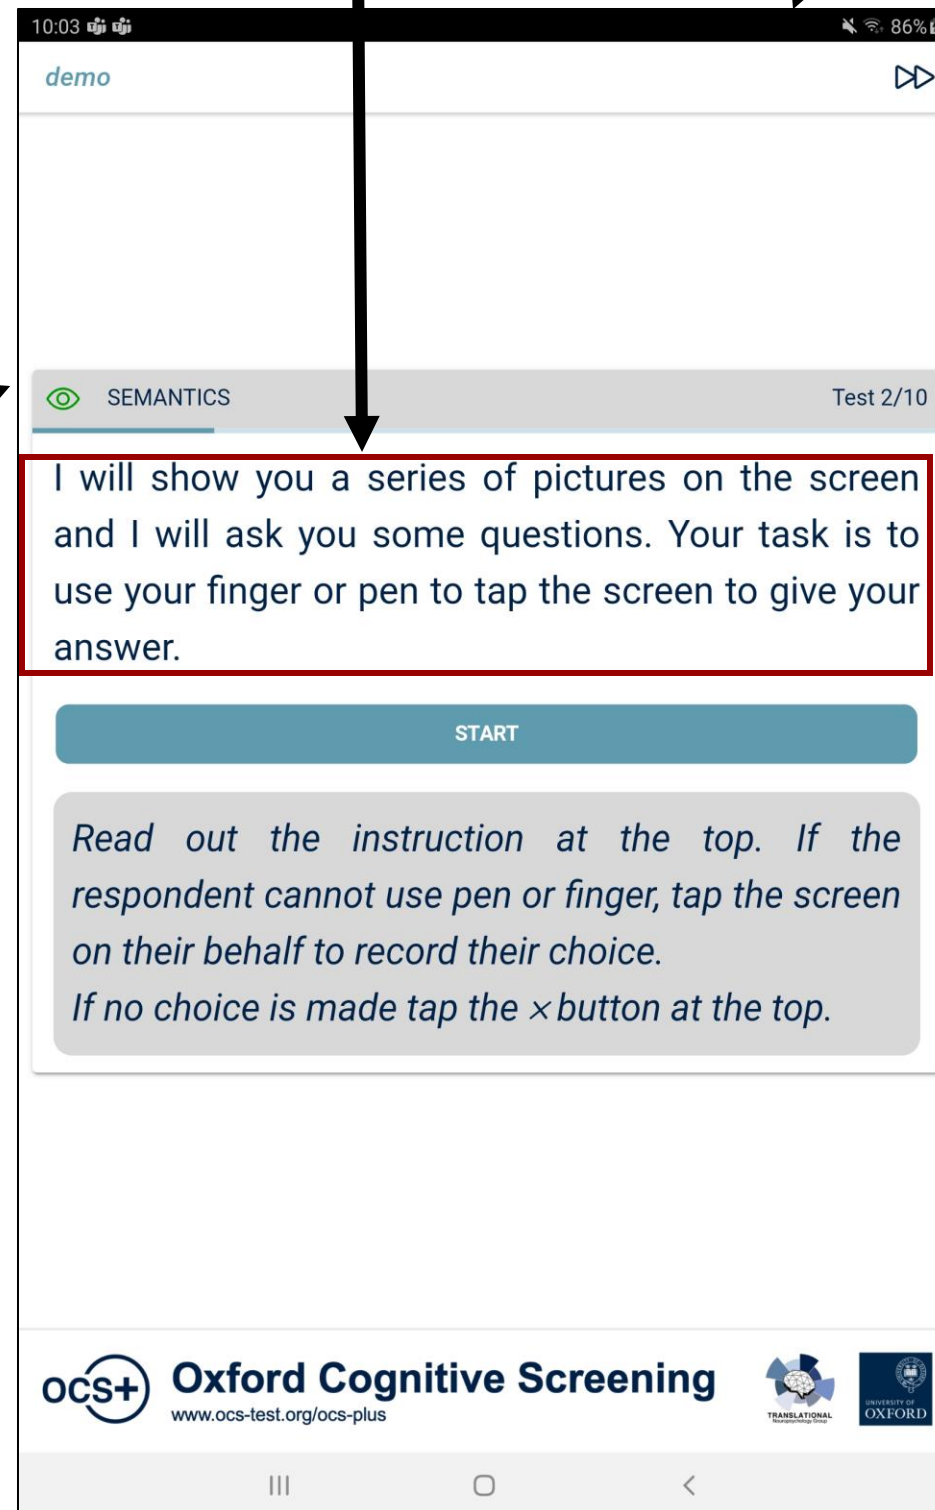 10:03
86%
demo
SEMANTICS Test 2/10
I will show you a series of pictures on the screen
and I will ask you some questions. Your task is to
use your finger or pen to tap the screen to give your
answer.
START
Read out the instruction at the top. If the
respondent cannot use pen or finger, tap the screen
on their behalf to record their choice.
If no choice is made tap the × button at the top.
ocs+ Oxford Cognitive Screening
www.ocs-test.org/ocs-plus
TRANSLATIONAL
Neuropsychology Group
UNIVERSITY OF
OXFORD